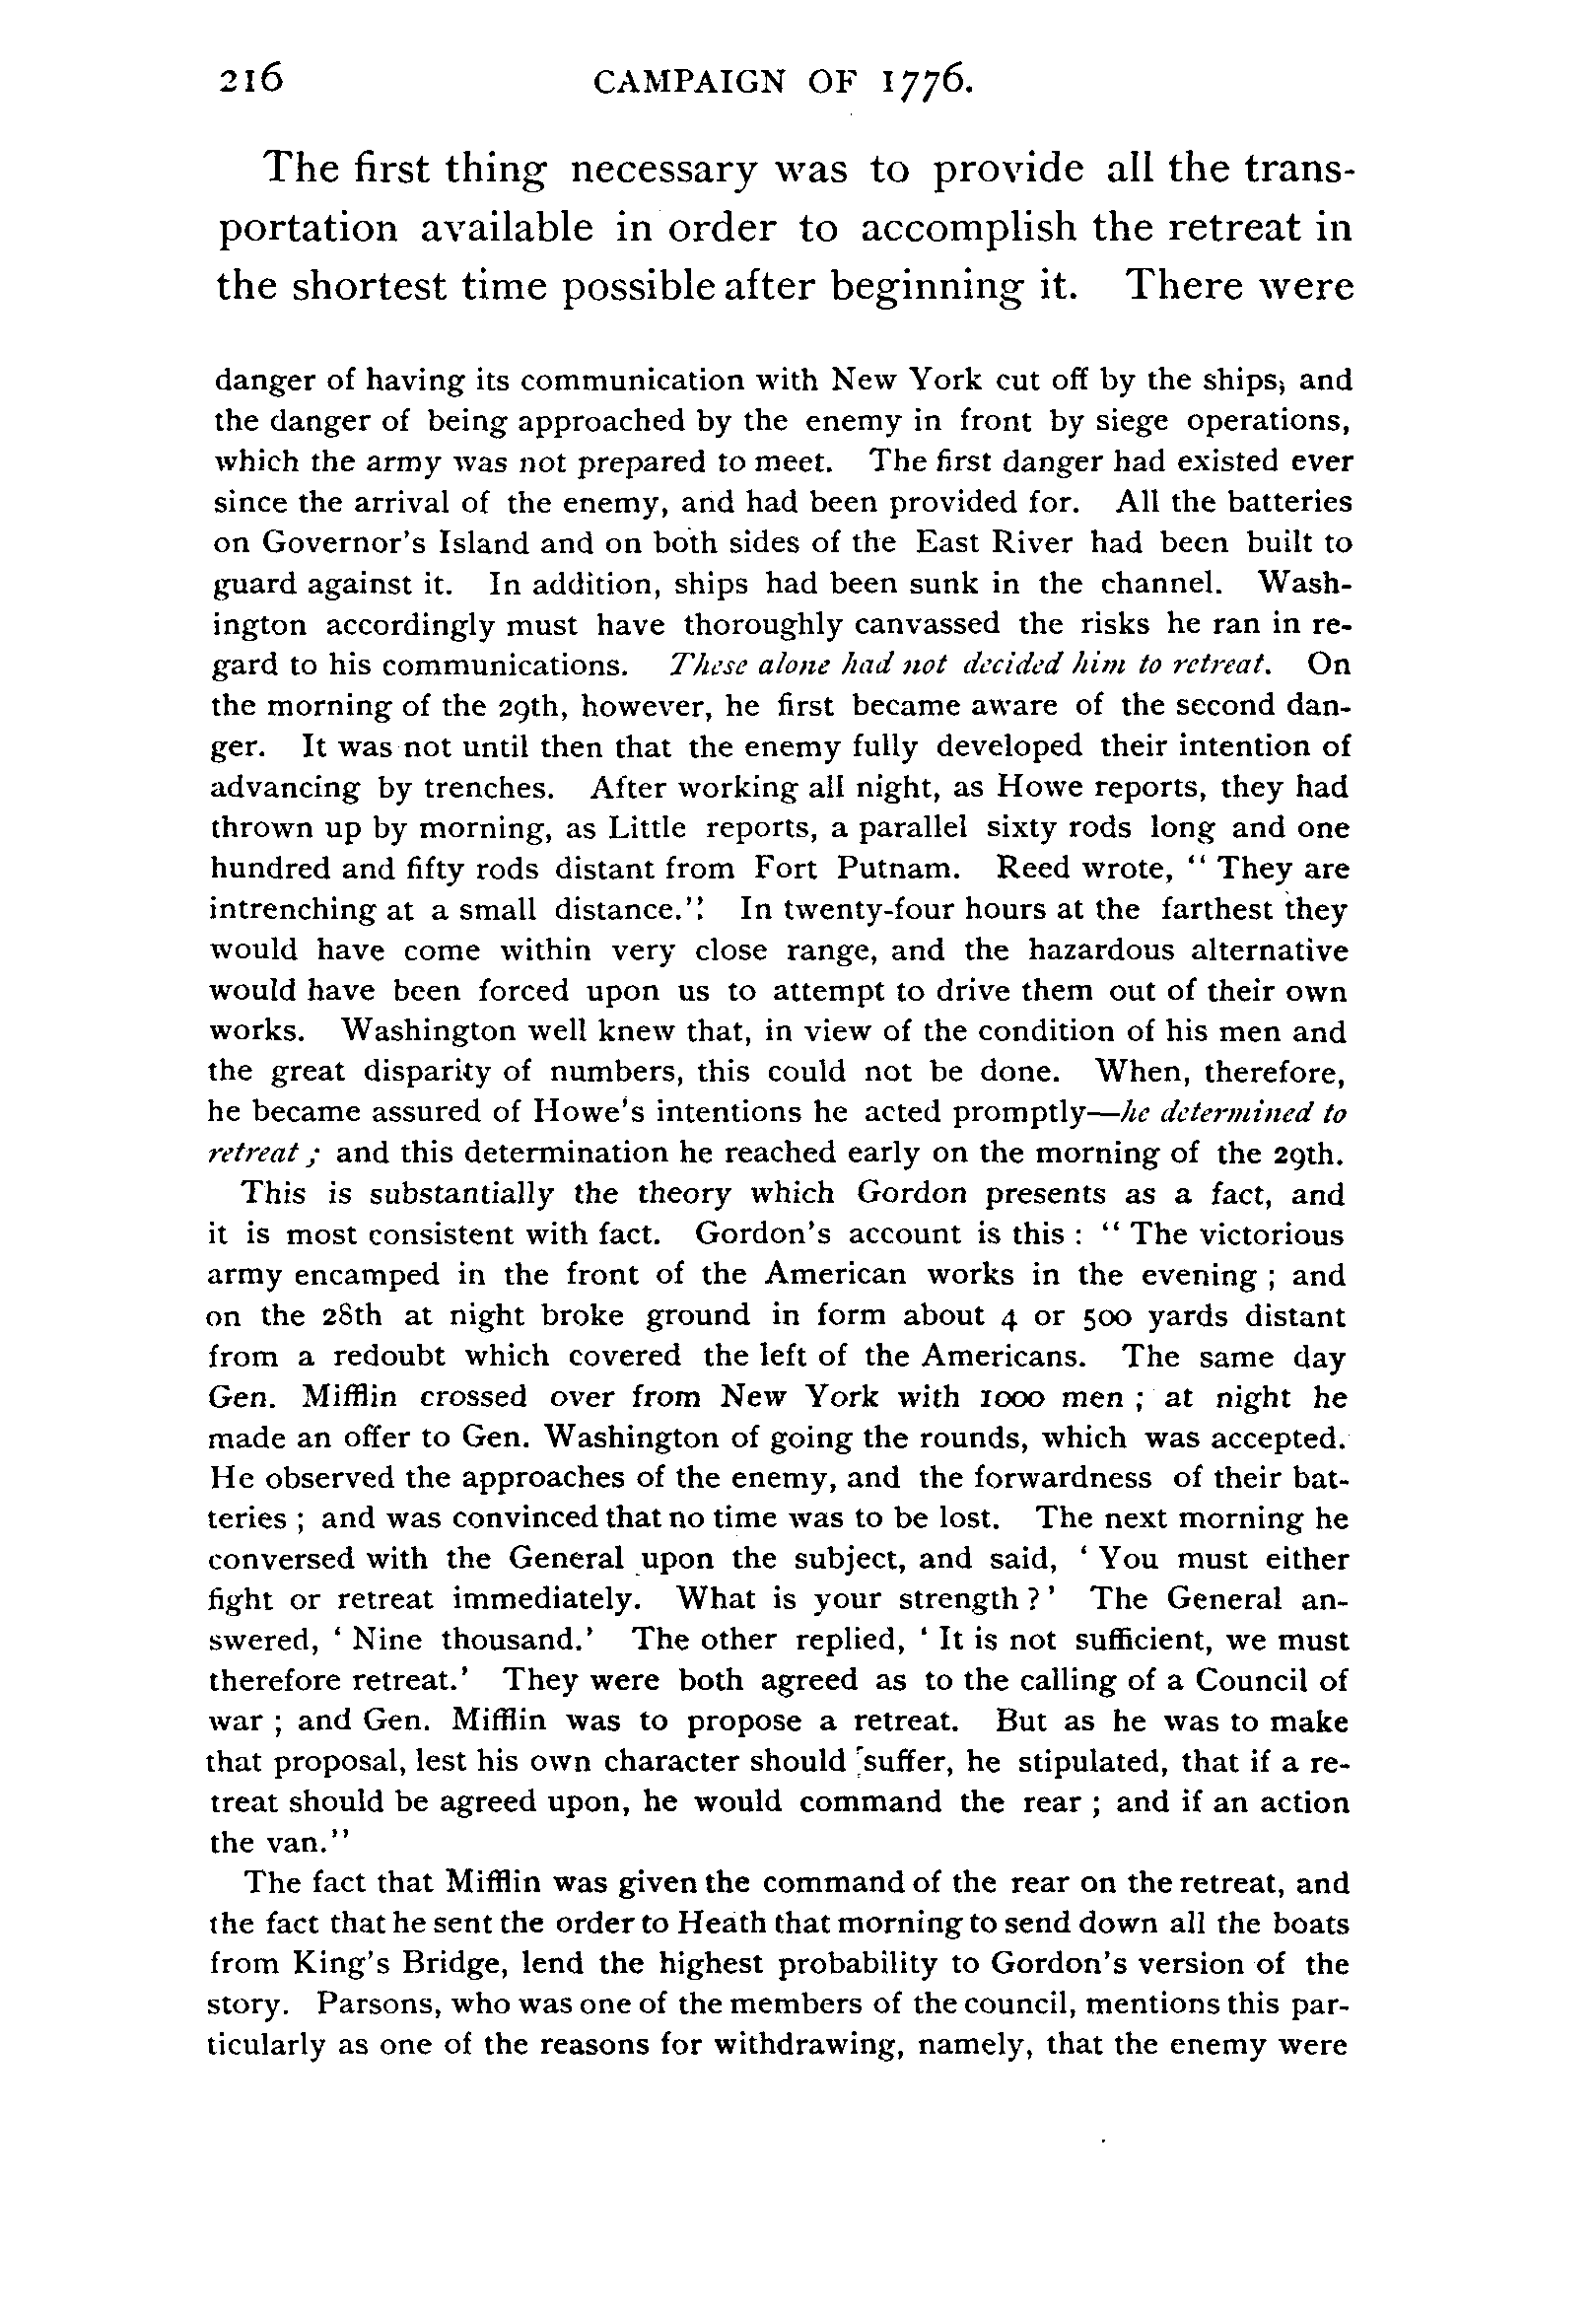 216 CAMPAIGN OF 1776.
The first thing necessary was to provide all the trans-
portation available in order to accomplish the retreat in
the shortest time possible after beginning it. There were
danger of having its communication with New York cut off by the ships, and
the danger of being approached by the enemy in front by siege operations,
which the army was not prepared to meet. The first danger had existed ever
since the arrival of the enemy, and had been provided for. All the batteries
on Governor's Island and on both sides of the East River had been built to
guard against it. In addition, ships had been sunk in the channel. Wash-
ington accordingly must have thoroughly canvassed the risks he ran in re-
gard to his communications. These alone had not decided him to retreat. On
the morning of the 29th, however, he first became aware of the second dan-
ger. It was not until then that the enemy fully developed their intention of
advancing by trenches. After working all night, as Howe reports, they had
thrown up by morning, as Little reports, a parallel sixty rods long and one
hundred and fifty rods distant from Fort Putnam. Reed wrote, "They are
intrenching at a small distance." In twenty-four hours at the farthest they
would have come within very close range, and the hazardous alternative
would have been forced upon us to attempt to drive them out of their own
works. Washington well knew that, in view of the condition of his men and
the great disparity of numbers, this could not be done. When, therefore,
he became assured of Howe's intentions he acted promptly—he determined to
retreat; and this determination he reached early on the morning of the 29th.
This is substantially the theory which Gordon presents as a fact, and
it is most consistent with fact. Gordon's account is this: "The victorious
army encamped in the front of the American works in the evening; and
on the 28th at night broke ground in form about 4 or 500 yards distant
from a redoubt which covered the left of the Americans. The same day
Gen. Mifflin crossed over from New York with 1000 men; at night he
made an offer to Gen. Washington of going the rounds, which was accepted.
He observed the approaches of the enemy, and the forwardness of their bat-
teries; and was convinced that no time was to be lost. The next morning he
conversed with the General upon the subject, and said, 'You must either
fight or retreat immediately. What is your strength?' The General an-
swered, 'Nine thousand.' The other replied, 'It is not sufficient, we must
therefore retreat.' They were both agreed as to the calling of a Council of
war; and Gen. Mifflin was to propose a retreat. But as he was to make
that proposal, lest his own character should suffer, he stipulated, that if a re-
treat should be agreed upon, he would command the rear; and if an action
the van."
The fact that Mifflin was given the command of the rear on the retreat, and
the fact that he sent the order to Heath that morning to send down all the boats
from King's Bridge, lend the highest probability to Gordon's version of the
story. Parsons, who was one of the members of the council, mentions this par-
ticularly as one of the reasons for withdrawing, namely, that the enemy were